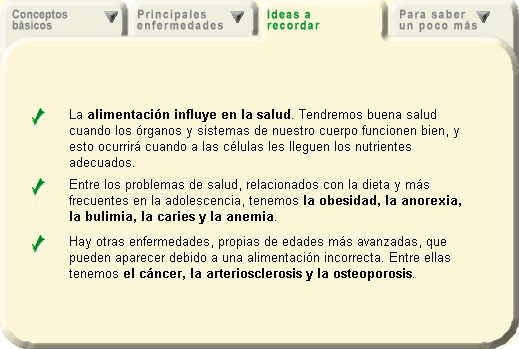 Conceptos básicos
Principales enfermedades
Ideas a recordar
Para saber un poco más
La alimentación influye en la salud. Tendremos buena salud
cuando los órganos y sistemas de nuestro cuerpo funcionen bien, y
esto ocurrirá cuando a las células les lleguen los nutrientes
adecuados.
Entre los problemas de salud, relacionados con la dieta y más
frecuentes en la adolescencia, tenemos la obesidad, la anorexia,
la bulimia, la caries y la anemia.
Hay otras enfermedades, propias de edades más avanzadas, que
pueden aparecer debido a una alimentación incorrecta. Entre ellas
tenemos el cáncer, la arteriosclerosis y la osteoporosis.